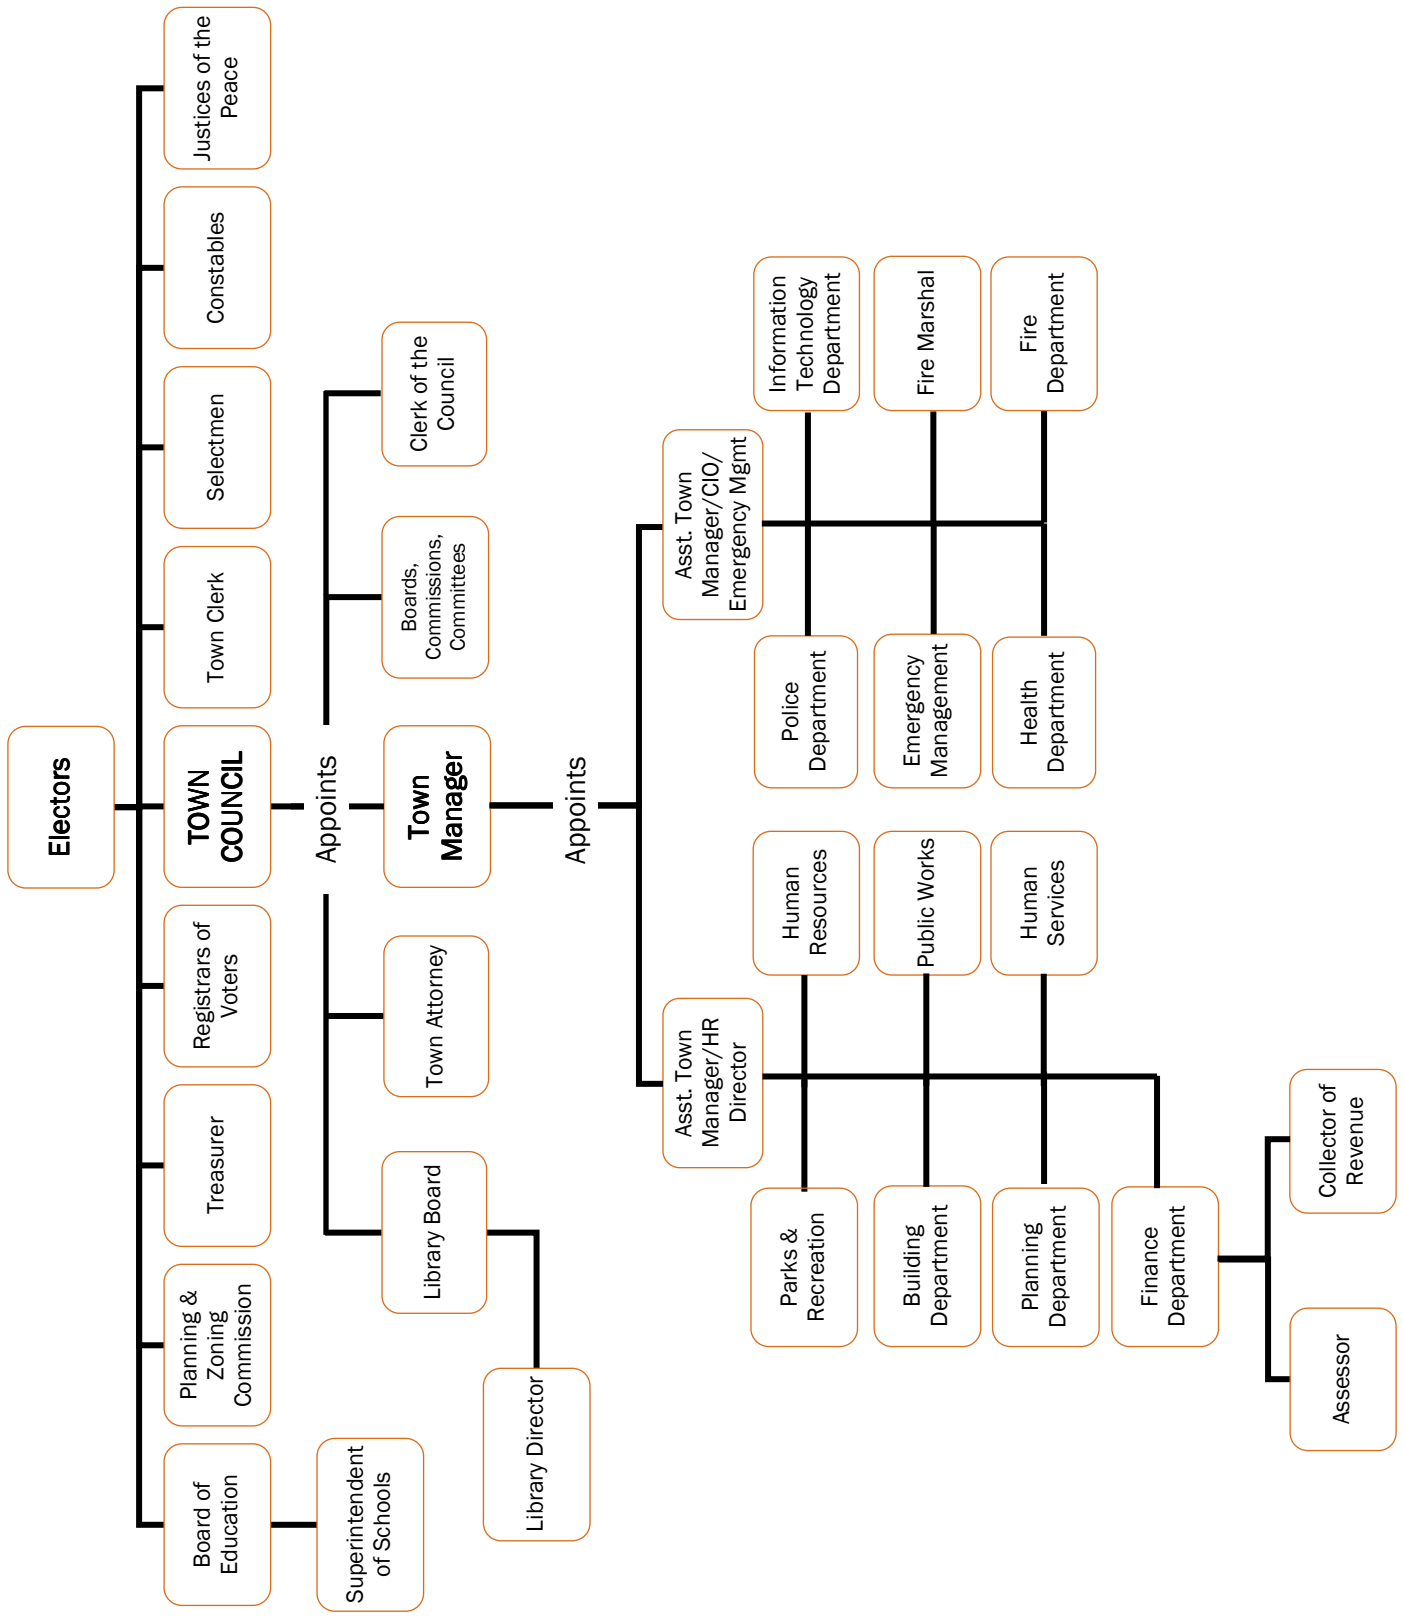 Electors
Board of
Education
Planning &
Zoning
Commission
Treasurer
Registrars of
Voters
TOWN
COUNCIL
Town Clerk
Selectmen
Constables
Justices of the
Peace
Superintendent
of Schools
Appoints
Library Board
Town Attorney
Town
Manager
Boards,
Commissions,
Committees
Clerk of the
Council
Library Director
Appoints
Asst. Town
Manager/HR
Director
Asst. Town
Manager/CIO/
Emergency Mgmt
Parks &
Recreation
Human
Resources
Police
Department
Information
Technology
Department
Building
Department
Public Works
Emergency
Management
Fire Marshal
Planning
Department
Human
Services
Health
Department
Fire
Department
Finance
Department
Assessor
Collector of
Revenue